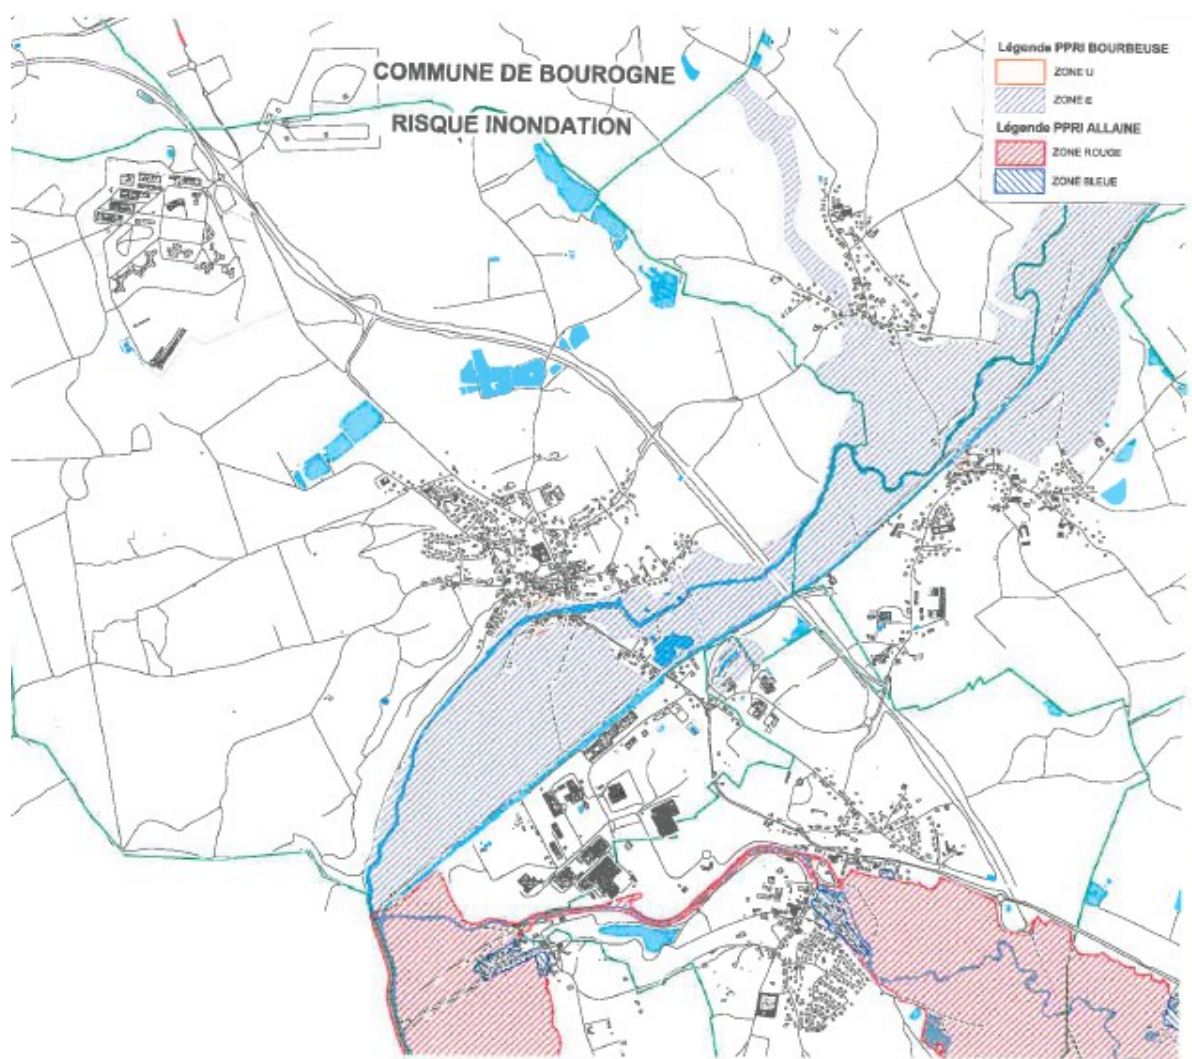 COMMUNE DE BOUROGNE
RISQUE INONDATION
Légende PPRI BOURBEUSE
ZONE U
ZONE E
Légende PPRI ALLAINE
ZONE ROUGE
ZONE BLEUE